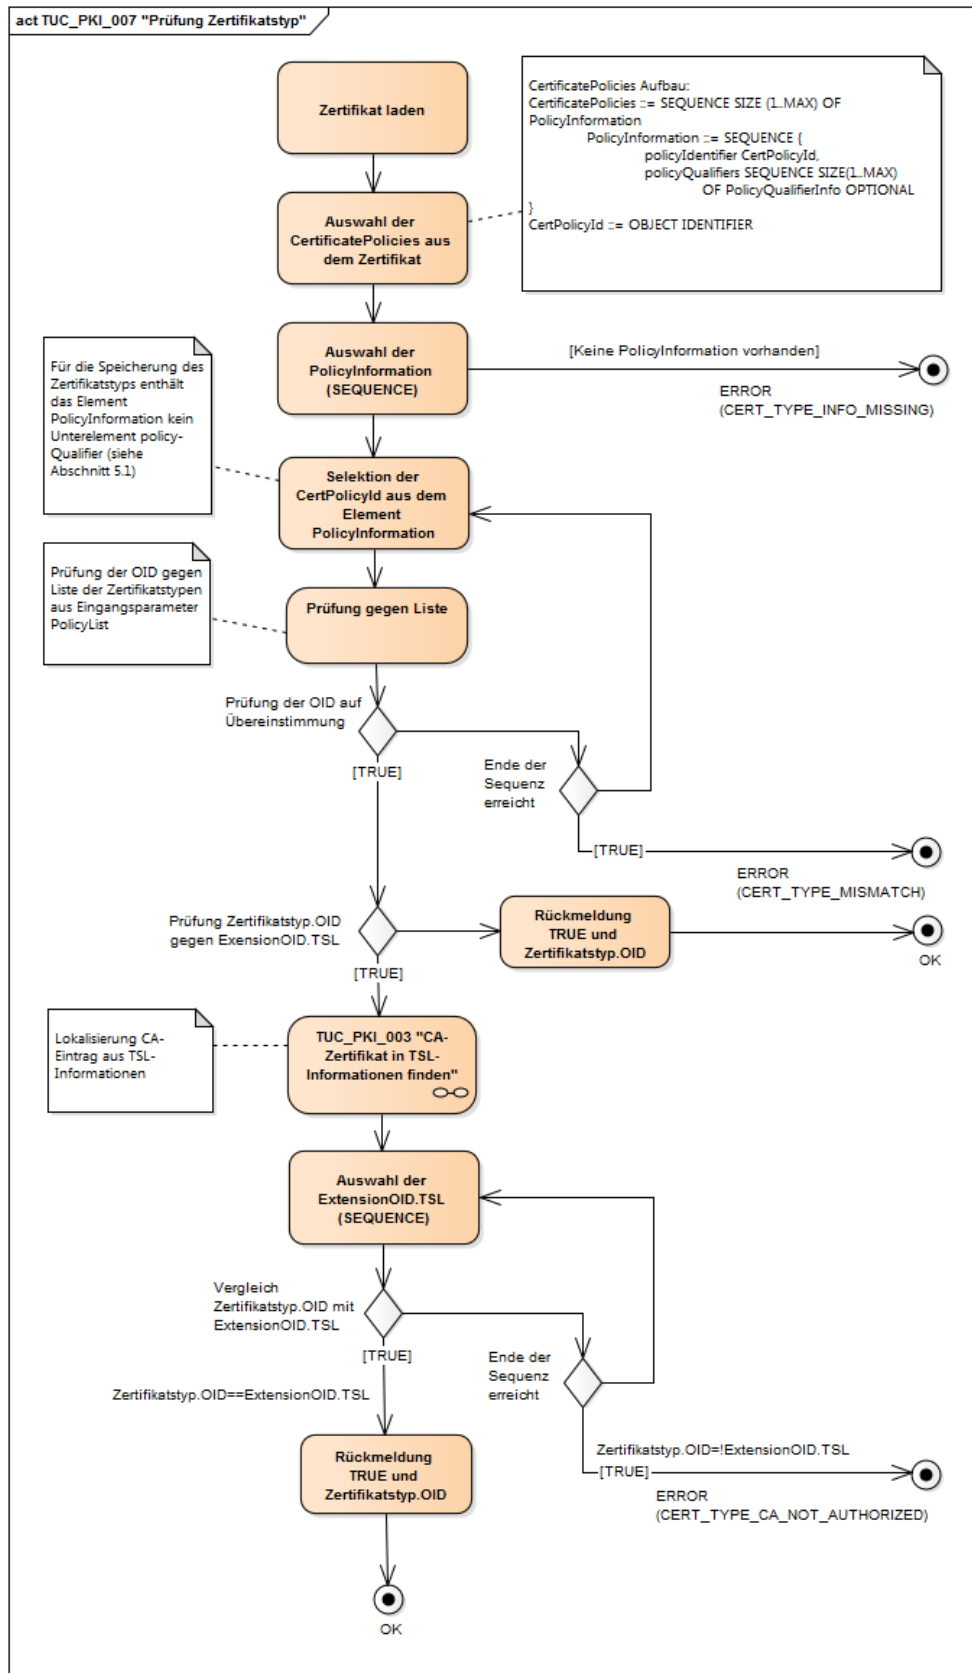 act TUC_PKI_007 "Prüfung Zertifikatstyp"
Zertifikat laden
CertificatePolicies Aufbau:
CertificatePolicies ::= SEQUENCE SIZE (1..MAX) OF
PolicyInformation
PolicyInformation ::= SEQUENCE {
policyIdentifier CertPolicyId,
policyQualifiers SEQUENCE SIZE(1..MAX)
OF PolicyQualifierInfo OPTIONAL
}
CertPolicyId ::= OBJECT IDENTIFIER
Auswahl der
CertificatePolicies aus
dem Zertifikat
Auswahl der
PolicyInformation
(SEQUENCE)
[Keine PolicyInformation vorhanden]
ERROR
(CERT_TYPE_INFO_MISSING)
Für die Speicherung des
Zertifikatstyps enthält
das Element
PolicyInformation kein
Unterelement policy-
Qualifier (siehe
Abschnitt 5.1)
Selektion der
CertPolicyId aus dem
Element
PolicyInformation
Prüfung der OID gegen
Liste der Zertifikatstypen
aus Eingangsparameter
PolicyList
Prüfung gegen Liste
Prüfung der OID auf
Übereinstimmung
[TRUE]
Ende der
Sequenz
erreicht
[TRUE]
ERROR
(CERT_TYPE_MISMATCH)
Prüfung Zertifikatstyp.OID
gegen ExensionOID.TSL
[TRUE]
Rückmeldung
TRUE und
Zertifikatstyp.OID
OK
Lokalisierung CA-
Eintrag aus TSL-
Informationen
TUC_PKI_003 "CA-
Zertifikat in TSL-
Informationen finden"
Auswahl der
ExtensionOID.TSL
(SEQUENCE)
Vergleich
Zertifikatstyp.OID mit
ExtensionOID.TSL
[TRUE]
Ende der
Sequenz
erreicht
Zertifikatstyp.OID==ExtensionOID.TSL
Zertifikatstyp.OID=!ExtensionOID.TSL
[TRUE]
ERROR
(CERT_TYPE_CA_NOT_AUTHORIZED)
Rückmeldung
TRUE und
Zertifikatstyp.OID
OK